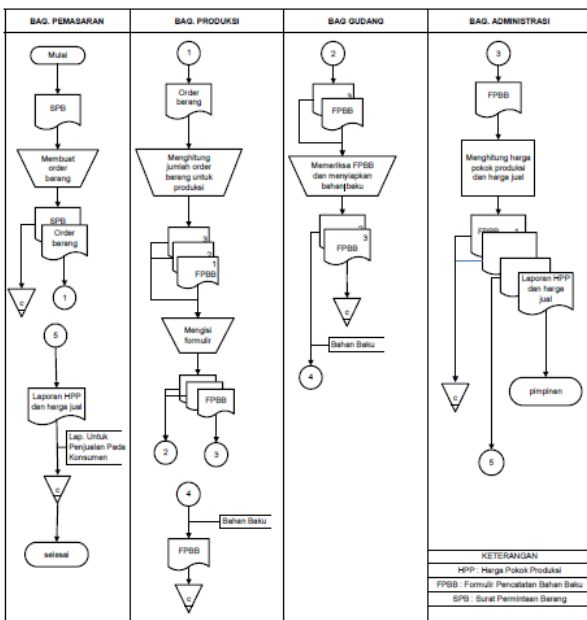 BAG. PEMASARAN
Mulai
SPB
Membuat
order
barang
SPB
Order
barang
c
1
5
Laporan HPP
dan harga jual
Lap. Untuk
Penjualan Pada
Konsumen
c
selesai
BAG. PRODUKSI
1
Order
barang
Menghitung
jumlah order
barang untuk
produksi
3
2
1
FPBB
Mengisi
formulir
FPBB
2
3
4
Bahan Baku
FPBB
c
BAG GUDANG
2
3
FPBB
Memeriksa FPBB
dan menyiapkan
bahan baku
2
3
FPBB
c
Bahan Baku
4
BAG. ADMINISTRASI
3
FPBB
Menghitung harga
pokok produksi
dan harga jual
FPBB 1
Laporan HPP
dan harga
jual
c
pimpinan
5
KETERANGAN
HPP : Harga Pokok Produksi
FPBB : Formulir Pencatatan Bahan Baku
SPB : Surat Permintaan Barang